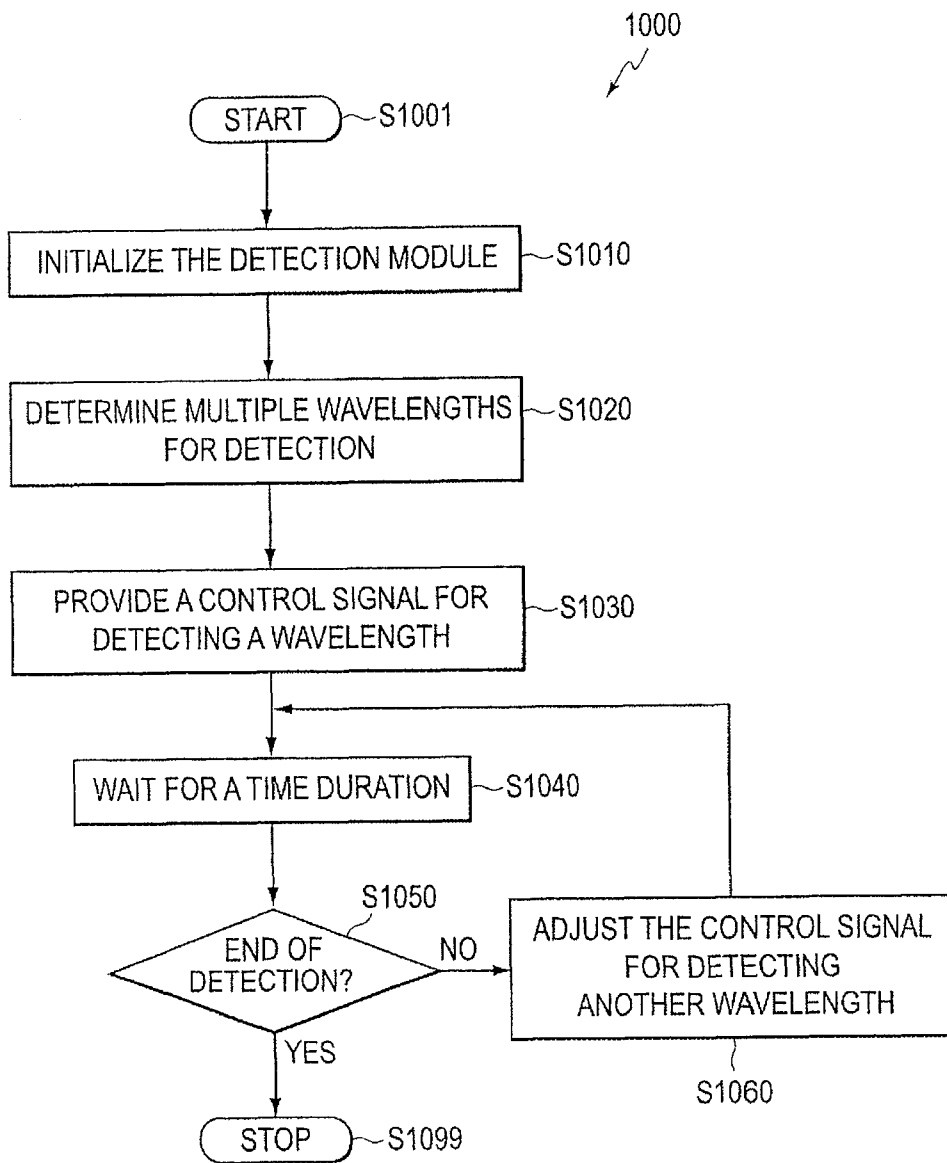 1000
START
S1001
INITIALIZE THE DETECTION MODULE
S1010
DETERMINE MULTIPLE WAVELENGTHS
FOR DETECTION
S1020
PROVIDE A CONTROL SIGNAL FOR
DETECTING A WAVELENGTH
S1030
WAIT FOR A TIME DURATION
S1040
S1050
END OF
DETECTION?
NO
YES
ADJUST THE CONTROL SIGNAL
FOR DETECTING
ANOTHER WAVELENGTH
S1060
STOP
S1099